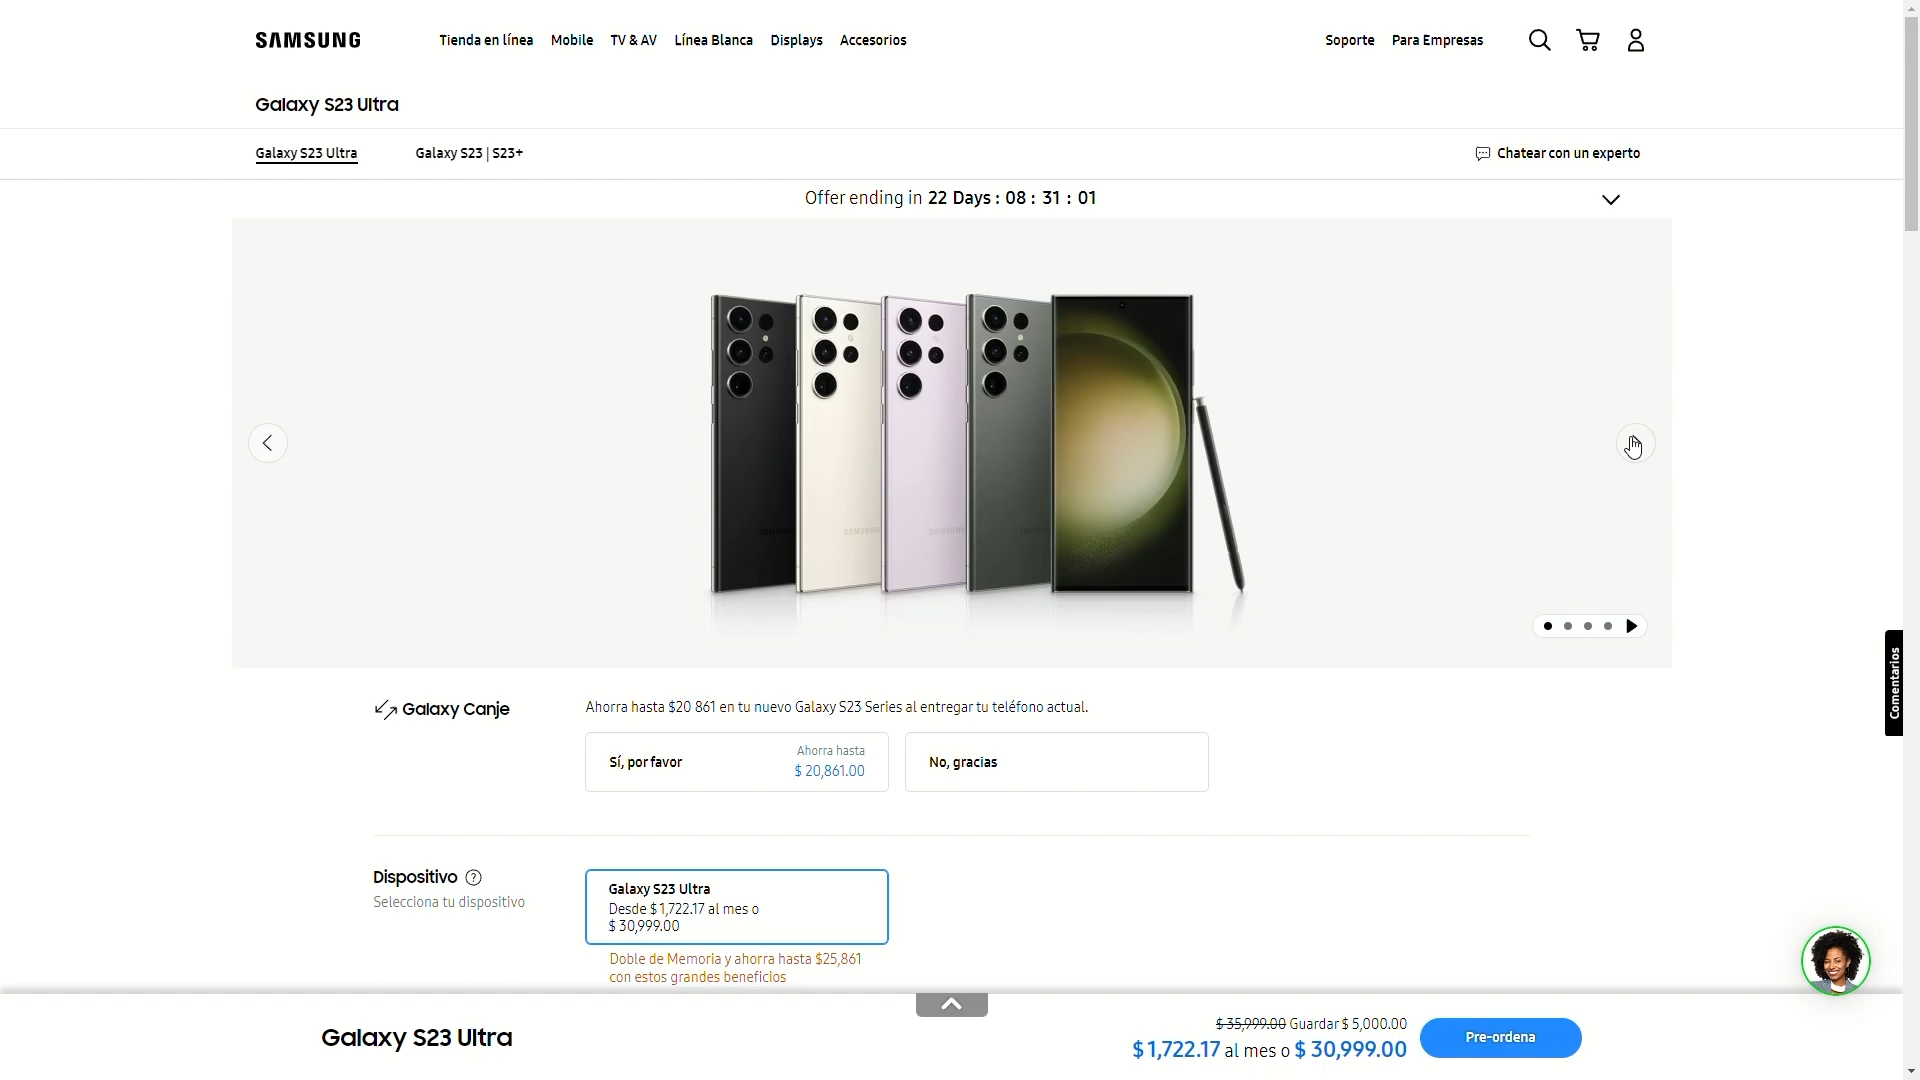 SAMSUNG
Tienda en línea Mobile TV & AV Línea Blanca Displays Accesorios Soporte Para Empresas
Galaxy S23 Ultra
Galaxy S23 Ultra Galaxy S23 | S23+ Chatear con un experto
Offer ending in 22 Days : 08 : 31 : 01
SAMSUNG SAMSUNG SAMSUNG
Galaxy Canje
Ahorra hasta $20 861 en tu nuevo Galaxy S23 Series al entregar tu teléfono actual.
Sí, por favor
Ahorra hasta
$ 20,861.00
No, gracias
Comentarios
Dispositivo ?
Selecciona tu dispositivo
Galaxy S23 Ultra
Desde $ 1,722.17 al mes o
$ 30,999.00
Doble de Memoria y ahorra hasta $25,861
con estos grandes beneficios
Galaxy S23 Ultra
$ 35,999.00 Guardar $ 5,000.00
$ 1,722.17 al mes o $ 30,999.00
Pre-ordena